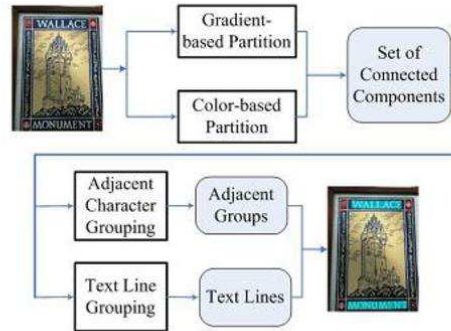 WALLACE
MONUMENT
Gradient-
based Partition
Color-based
Partition
Set of
Connected
Components
Adjacent
Character
Grouping
Adjacent
Groups
Text Line
Grouping
Text Lines
WALLACE
MONUMENT